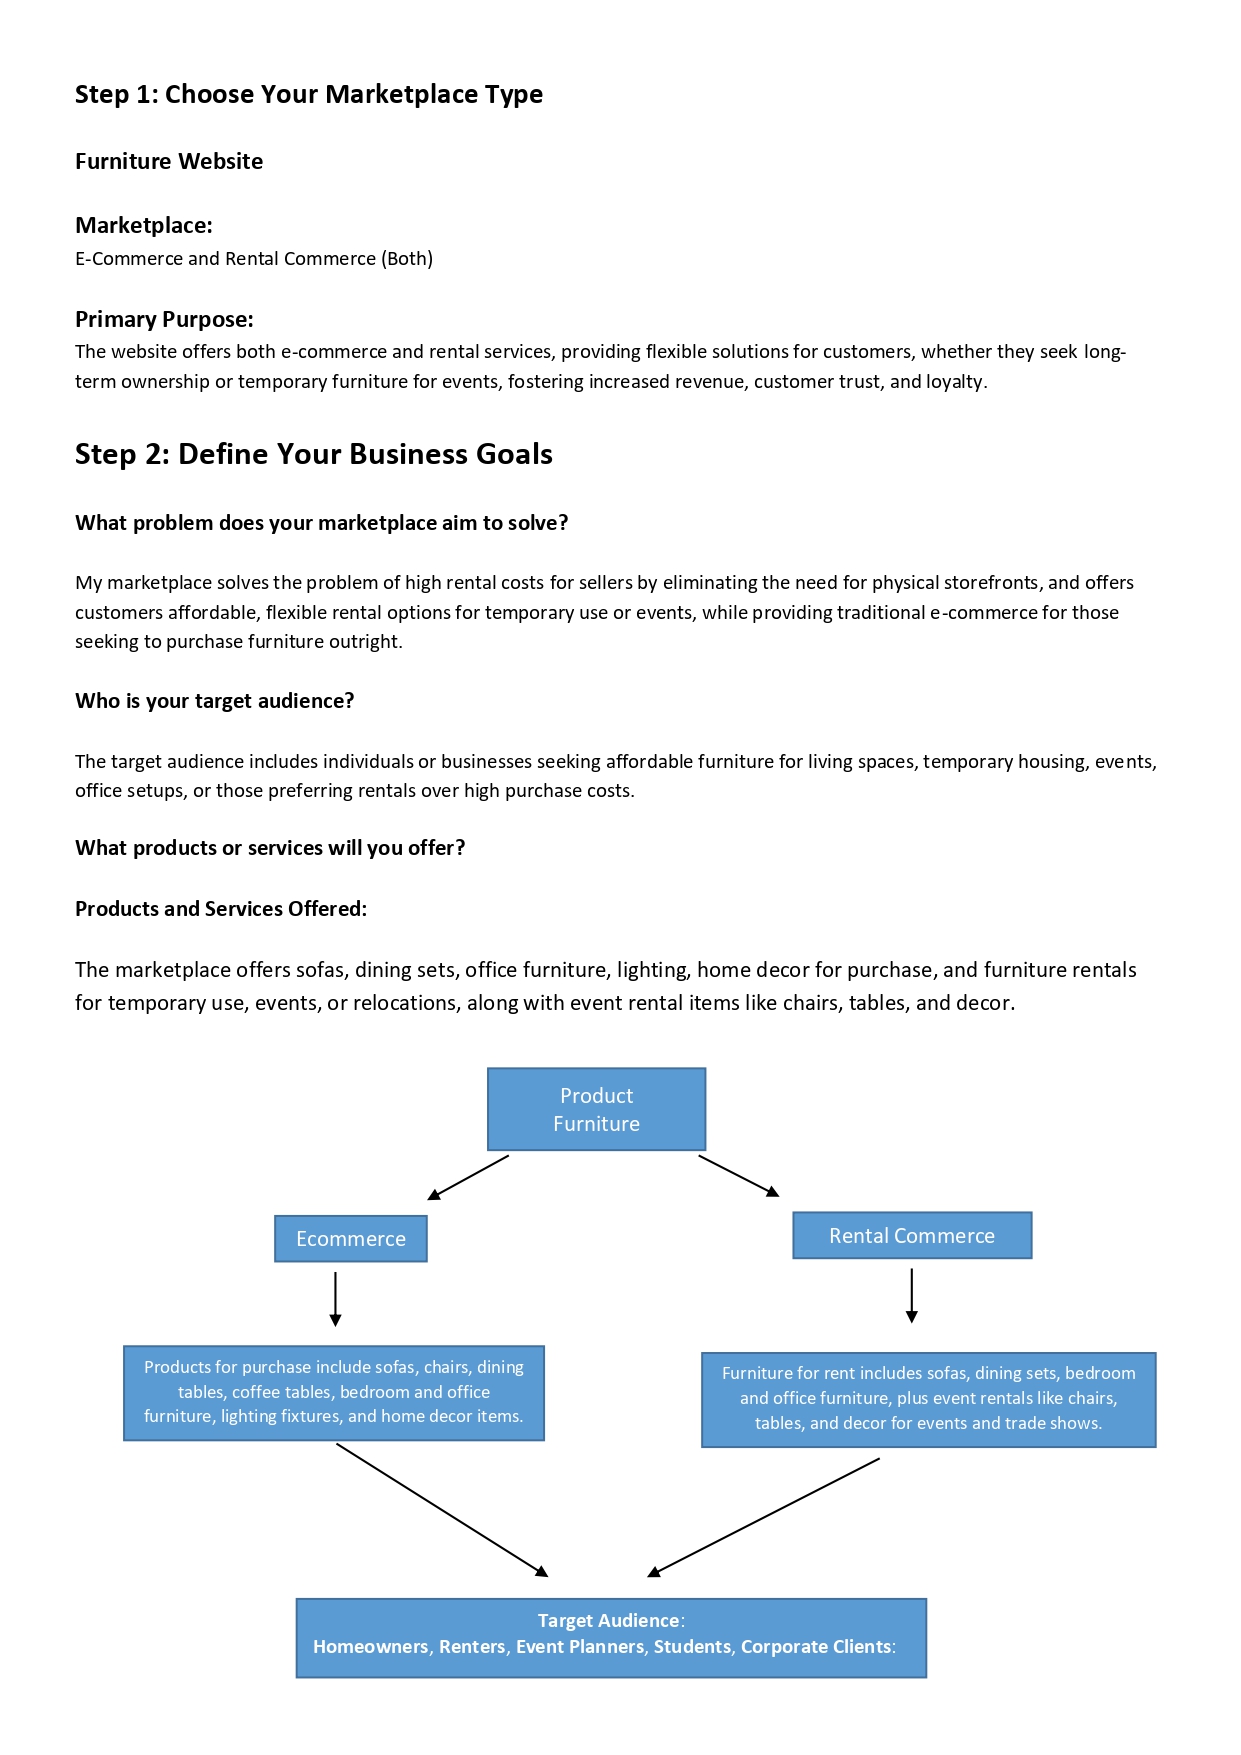 Step 1: Choose Your Marketplace Type
Furniture Website
Marketplace:
E-Commerce and Rental Commerce (Both)
Primary Purpose:
The website offers both e-commerce and rental services, providing flexible solutions for customers, whether they seek long-
term ownership or temporary furniture for events, fostering increased revenue, customer trust, and loyalty.
Step 2: Define Your Business Goals
What problem does your marketplace aim to solve?
My marketplace solves the problem of high rental costs for sellers by eliminating the need for physical storefronts, and offers
customers affordable, flexible rental options for temporary use or events, while providing traditional e-commerce for those
seeking to purchase furniture outright.
Who is your target audience?
The target audience includes individuals or businesses seeking affordable furniture for living spaces, temporary housing, events,
office setups, or those preferring rentals over high purchase costs.
What products or services will you offer?
Products and Services Offered:
The marketplace offers sofas, dining sets, office furniture, lighting, home decor for purchase, and furniture rentals
for temporary use, events, or relocations, along with event rental items like chairs, tables, and decor.
Product
Furniture
Ecommerce
Rental Commerce
Products for purchase include sofas, chairs, dining
tables, coffee tables, bedroom and office
furniture, lighting fixtures, and home decor items.
Furniture for rent includes sofas, dining sets, bedroom
and office furniture, plus event rentals like chairs,
tables, and decor for events and trade shows.
Target Audience:
Homeowners, Renters, Event Planners, Students, Corporate Clients: